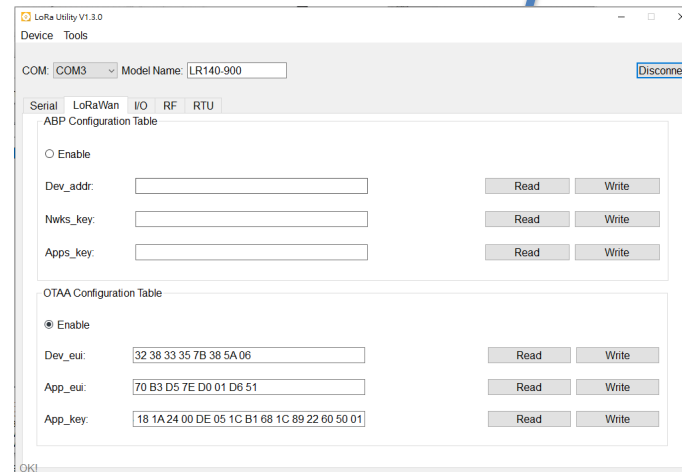 LoRa Utility V1.3.0
Device Tools
COM: COM3 Model Name: LR140-900 Disconne
Serial LoRaWan I/O RF RTU
ABP Configuration Table
Enable
Dev_addr: Read Write
Nwks_key: Read Write
Apps_key: Read Write
OTAA Configuration Table
Enable
Dev_eui: 32 38 33 35 7B 38 5A 06 Read Write
App_eui: 70 B3 D5 7E D0 01 D6 51 Read Write
App_key: 18 1A 24 00 DE 05 1C B1 68 1C 89 22 60 50 01 Read Write
OK!